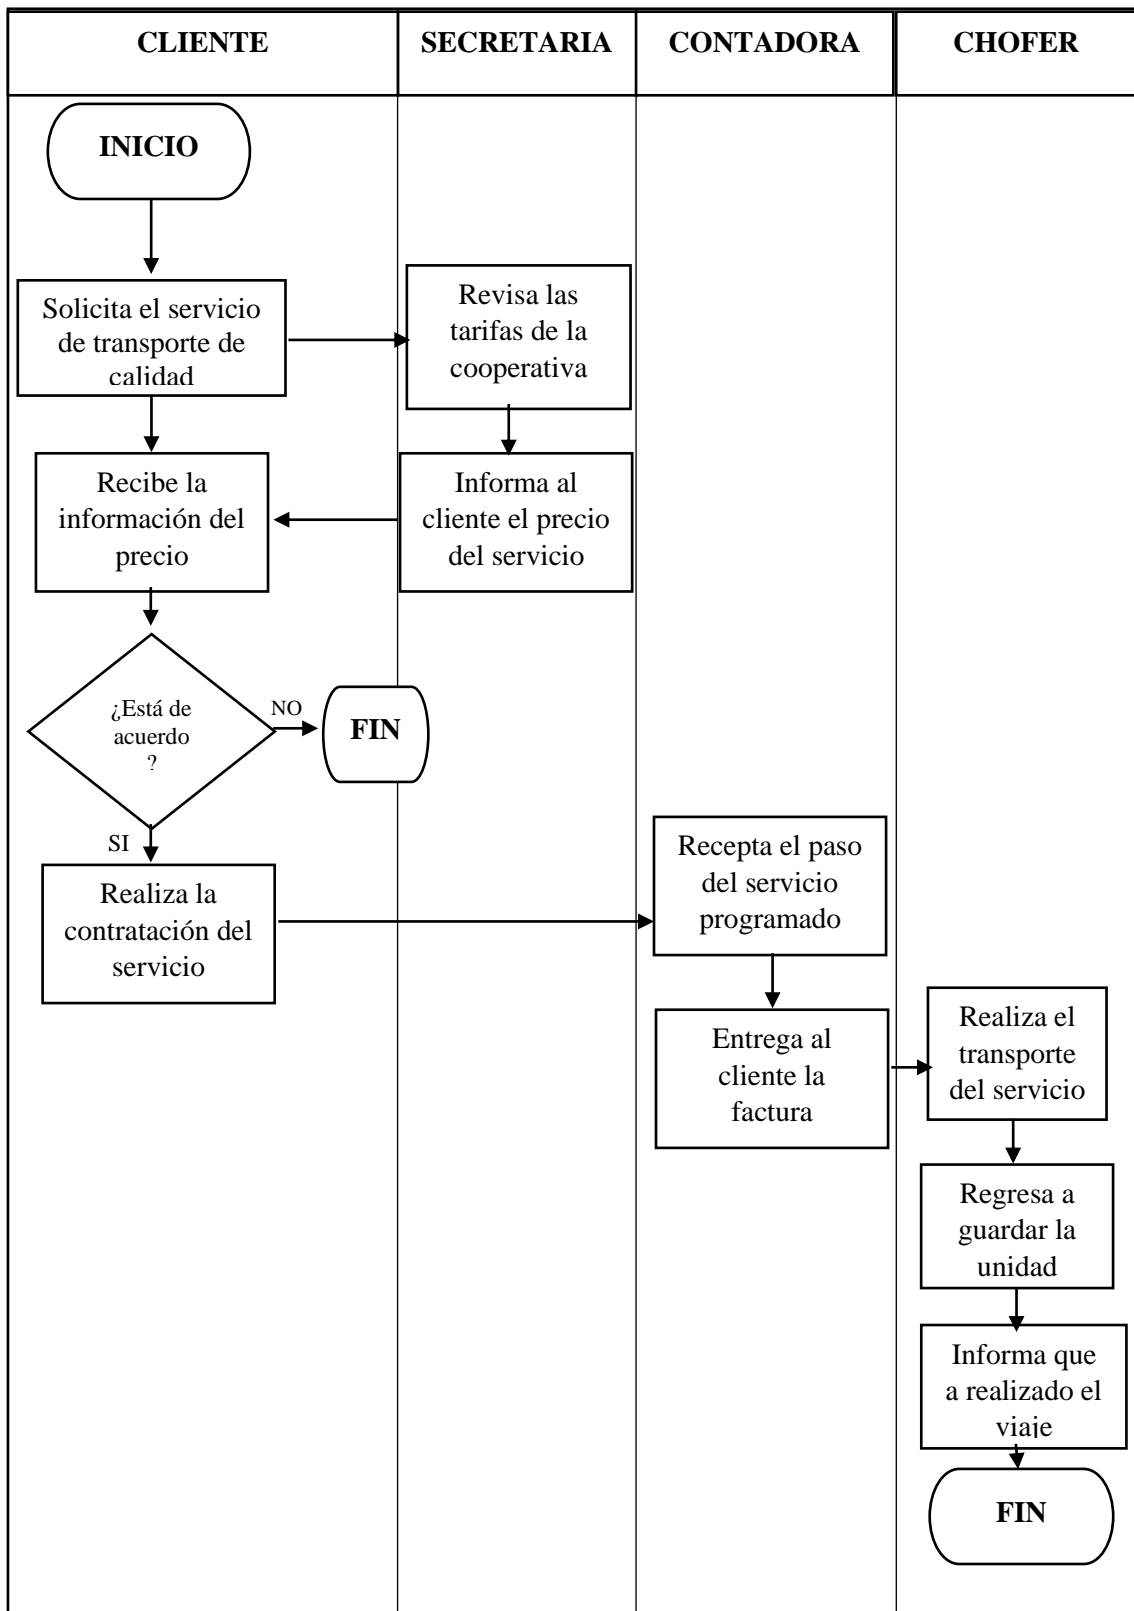 CLIENTE
SECRETARIA
CONTADORA
CHOFER
INICIO
Solicita el servicio
de transporte de
calidad
Revisa las
tarifas de la
cooperativa
Recibe la
información del
precio
Informa al
cliente el precio
del servicio
¿Está de
acuerdo
?
NO
FIN
SI
Realiza la
contratación del
servicio
Recepta el paso
del servicio
programado
Entrega al
cliente la
factura
Realiza el
transporte
del servicio
Regresa a
guardar la
unidad
Informa que
a realizado el
viaje
FIN